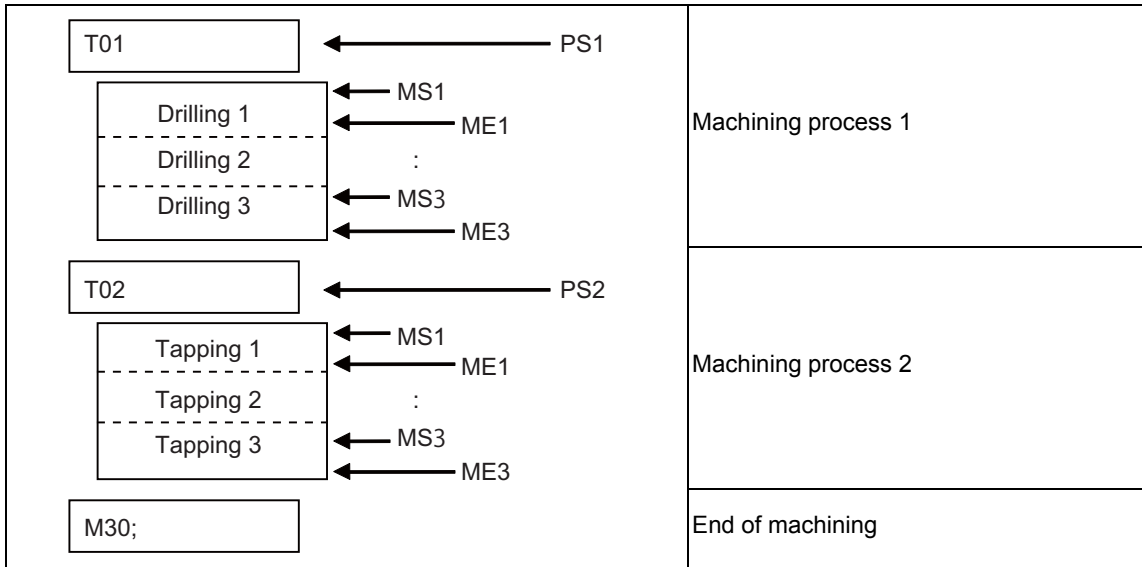 T01
PS1
MS1
Drilling 1
ME1
Machining process 1
Drilling 2
:
MS3
Drilling 3
ME3
T02
PS2
MS1
Tapping 1
ME1
Machining process 2
Tapping 2
:
MS3
Tapping 3
ME3
M30;
End of machining